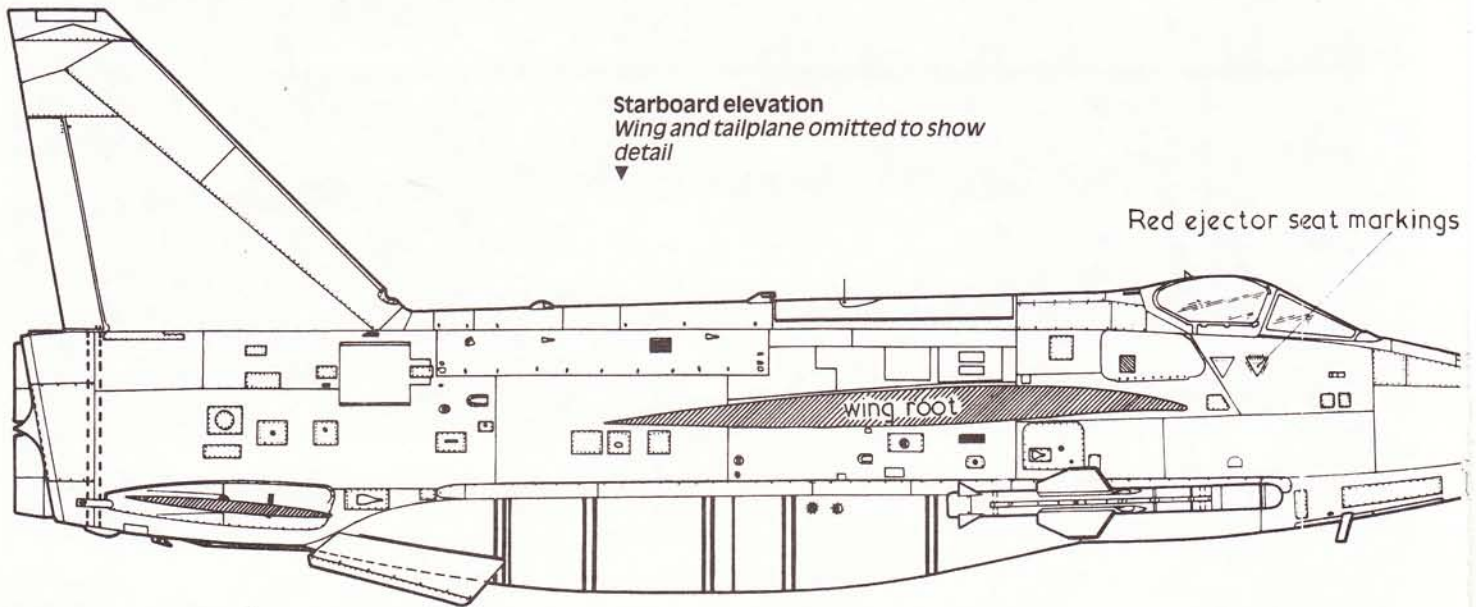 Starboard elevation
Wing and tailplane omitted to show
detail
Red ejector seat markings
wing root